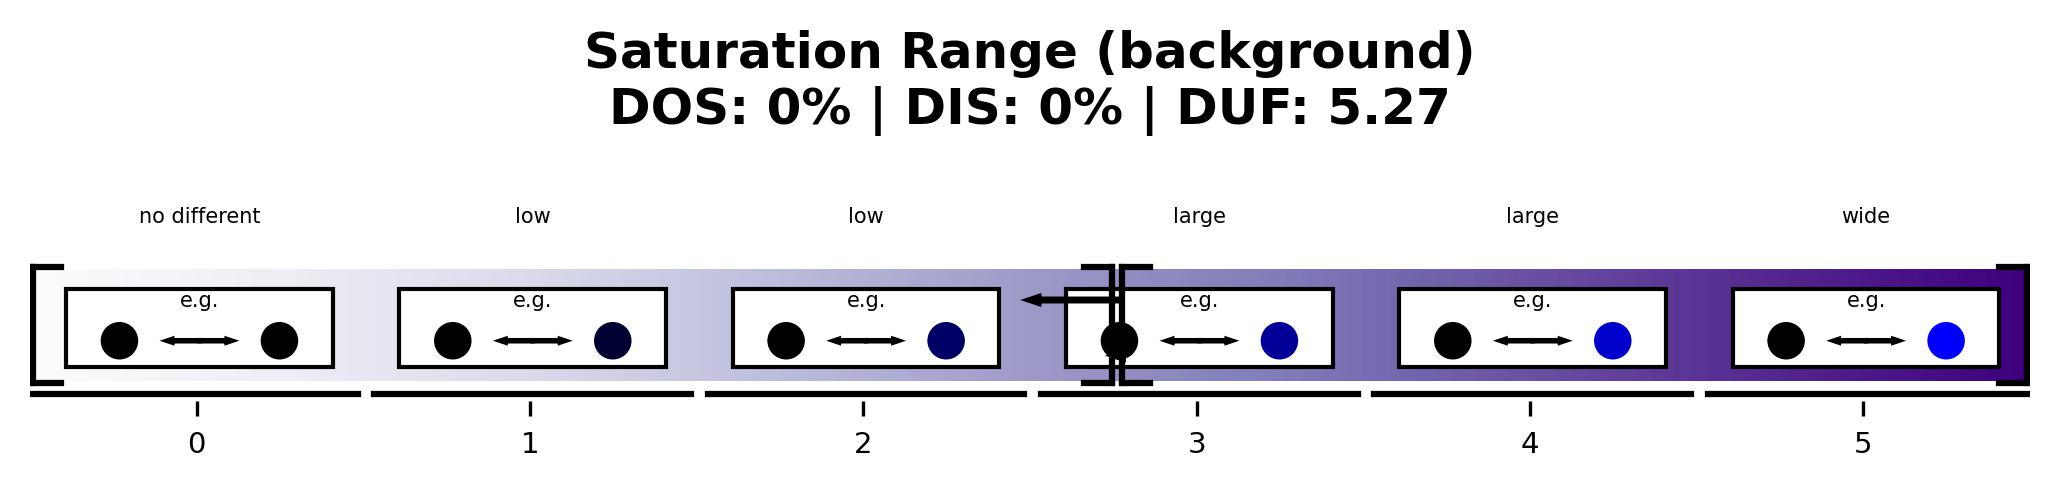 Saturation Range (background)
DOS: 0% | DIS: 0% | DUF: 5.27
no different low low large large wide
e.g. e.g. e.g. e.g. e.g. e.g.
0 1 2 3 4 5